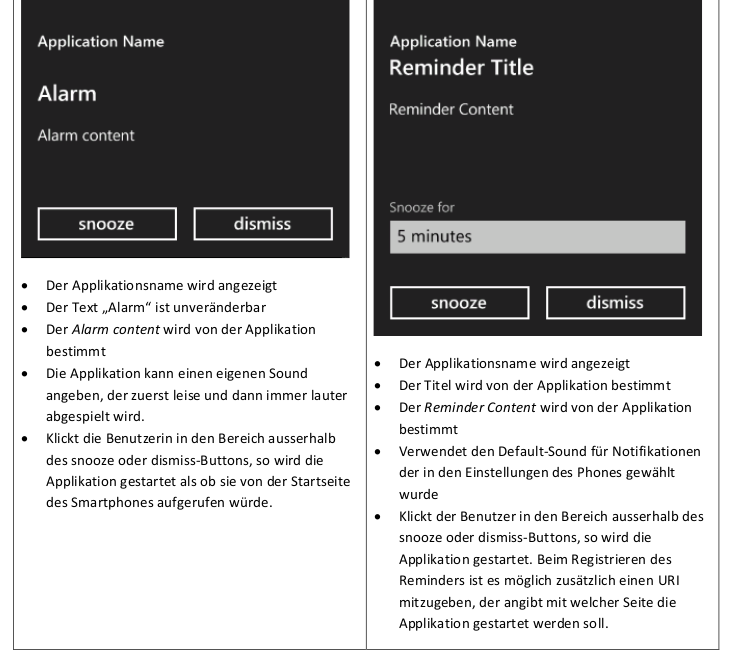 Application Name
Alarm
Alarm content
snooze
dismiss
• Der Applikationsname wird angezeigt
• Der Text „Alarm“ ist unveränderbar
• Der Alarm content wird von der Applikation
bestimmt
• Die Applikation kann einen eigenen Sound
angeben, der zuerst leise und dann immer lauter
abgespielt wird.
• Klickt die Benutzerin in den Bereich ausserhalb
des snooze oder dismiss-Buttons, so wird die
Applikation gestartet als ob sie von der Startseite
des Smartphones aufgerufen würde.
Application Name
Reminder Title
Reminder Content
Snooze for
5 minutes
snooze
dismiss
• Der Applikationsname wird angezeigt
• Der Titel wird von der Applikation bestimmt
• Der Reminder Content wird von der Applikation
bestimmt
• Verwendet den Default-Sound für Notifikationen
der in den Einstellungen des Phones gewählt
wurde
• Klickt der Benutzer in den Bereich ausserhalb des
snooze oder dismiss-Buttons, so wird die
Applikation gestartet. Beim Registrieren des
Reminders ist es möglich zusätzlich einen URI
mitzugeben, der angibt mit welcher Seite die
Applikation gestartet werden soll.